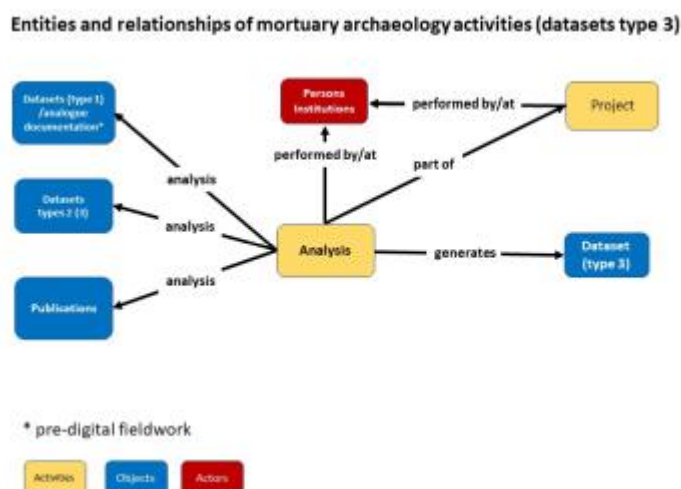 Entities and relationships of mortuary archaeology activities (datasets type 3)
Datasets (type 1)
/analogue
documentation*
Persons
Institutions
performed by/at
Project
performed by/at
part of
analysis
Datasets
types 2 (3)
analysis
Analysis
generates
Dataset
(type 3)
analysis
Publications
* pre-digital fieldwork
Activities
Objects
Actors